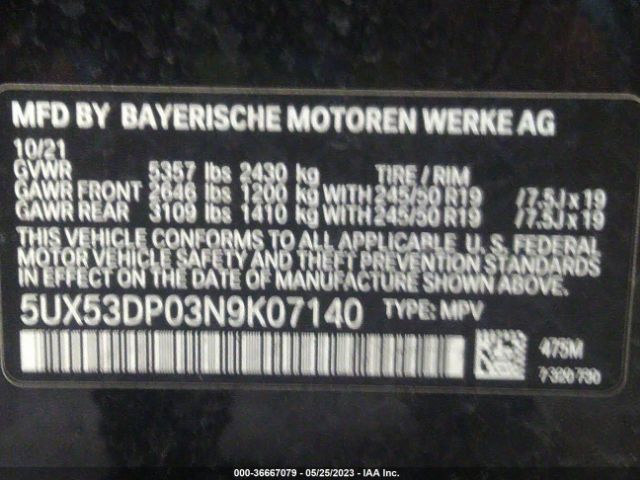 MFD BY BAYERISCHE MOTOREN WERKE AG
10/21
GVWR 5357 lbs 2430 kg TIRE / RIM
GAWR FRONT 2646 lbs 1200 kg WITH 245/50 R19 /7.5J x 19
GAWR REAR 3109 lbs 1410 kg WITH 245/50 R19 /7.5J x 19
THIS VEHICLE CONFORMS TO ALL APPLICABLE U. S. FEDERAL
MOTOR VEHICLE SAFETY AND THEFT PREVENTION STANDARDS
IN EFFECT ON THE DATE OF MANUFACTURE SHOWN ABOVE.
5UX53DP03N9K07140 TYPE: MPV
475M
7 320 730
000-36667079 — 05/25/2023 — IAA Inc.